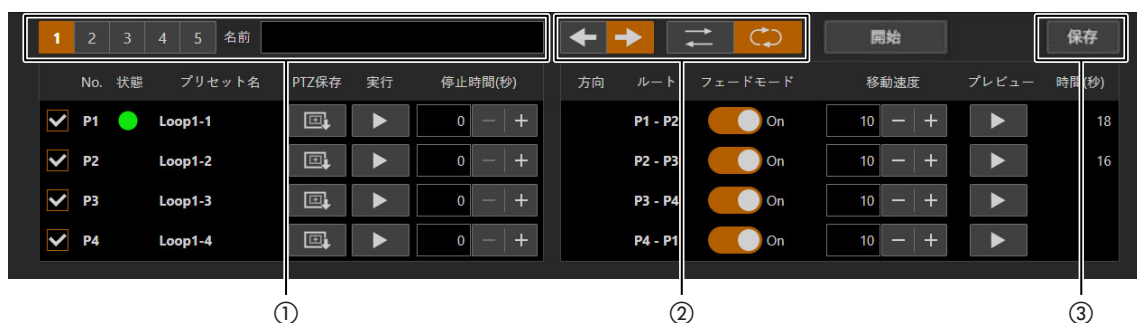 1 2 3 4 5 名前 開始 保存
No. 状態 プリセット名 PTZ保存 実行 停止時間(秒) 方向 ルート フェードモード 移動速度 プレビュー 時間(秒)
P1 Loop1-1 0 − + P1 - P2 On 10 − + 18
P2 Loop1-2 0 − + P2 - P3 On 10 − + 16
P3 Loop1-3 0 − + P3 - P4 On 10 − +
P4 Loop1-4 0 − + P4 - P1 On 10 − +
① ② ③